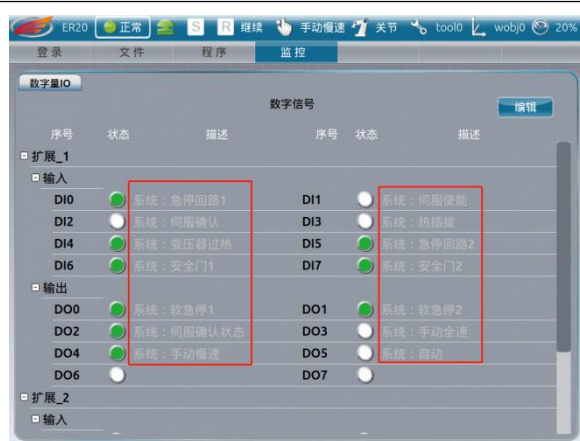 ER20 正常 S R 继续 手动慢速 关节 tool0 wobj0 20%
登录 文件 程序 监控
数字量IO
数字信号 编辑
序号 状态 描述 序号 状态 描述
扩展_1
输入
DI0 系统：急停回路1 DI1 系统：伺服使能
DI2 系统：伺服确认 DI3 系统：热插拔
DI4 系统：变压器过热 DI5 系统：急停回路2
DI6 系统：安全门1 DI7 系统：安全门2
输出
DO0 系统：软急停1 DO1 系统：软急停2
DO2 系统：伺服确认状态 DO3 系统：手动全速
DO4 系统：手动慢速 DO5 系统：自动
DO6 DO7
扩展_2
输入